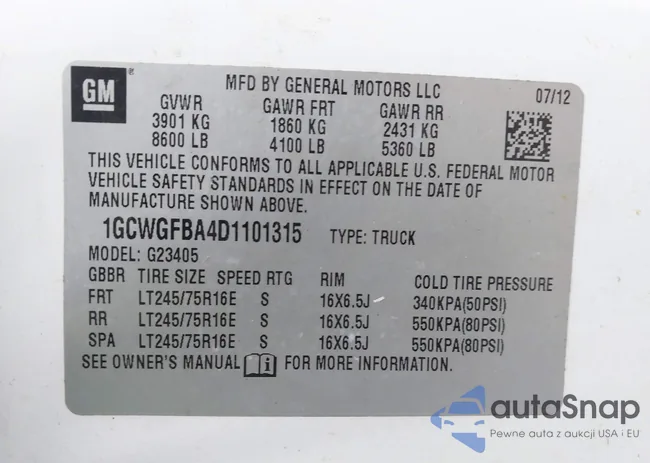 GM
MFD BY GENERAL MOTORS LLC
07/12
GVWR GAWR FRT GAWR RR
3901 KG 1860 KG 2431 KG
8600 LB 4100 LB 5360 LB
THIS VEHICLE CONFORMS TO ALL APPLICABLE U.S. FEDERAL MOTOR
VEHICLE SAFETY STANDARDS IN EFFECT ON THE DATE OF
MANUFACTURE SHOWN ABOVE.
1GCWGFBA4D1101315 TYPE: TRUCK
MODEL: G23405
GBBR TIRE SIZE SPEED RTG RIM COLD TIRE PRESSURE
FRT LT245/75R16E S 16X6.5J 340KPA(50PSI)
RR LT245/75R16E S 16X6.5J 550KPA(80PSI)
SPA LT245/75R16E S 16X6.5J 550KPA(80PSI)
SEE OWNER'S MANUAL i FOR MORE INFORMATION.
autaSnap
Pewne auta z aukcji USA i EU